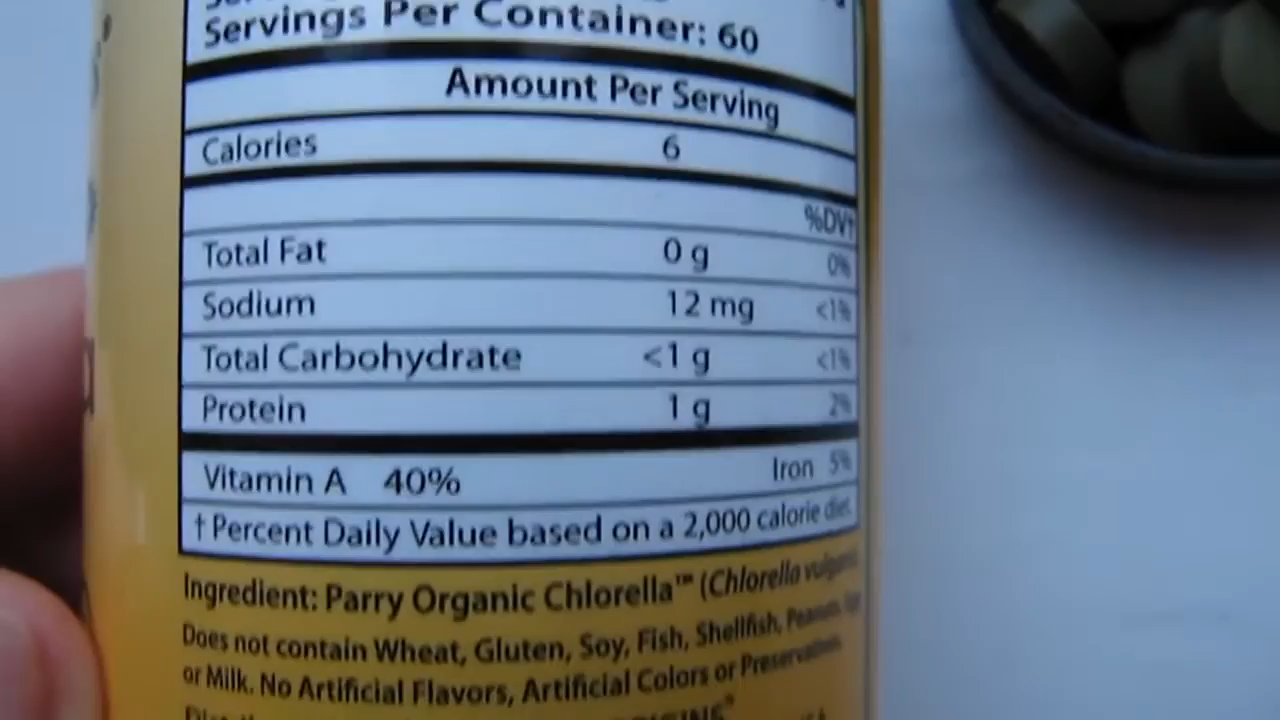 Servings Per Container: 60
Amount Per Serving
Calories 6
%DV†
Total Fat 0 g 0%
Sodium 12 mg <1%
Total Carbohydrate <1 g <1%
Protein 1 g 2%
Vitamin A 40% Iron 5%
† Percent Daily Value based on a 2,000 calorie diet.
Ingredient: Parry Organic Chlorella™ (Chlorella vulgaris
Does not contain Wheat, Gluten, Soy, Fish, Shellfish, Peanuts,
or Milk. No Artificial Flavors, Artificial Colors or Preservatives.